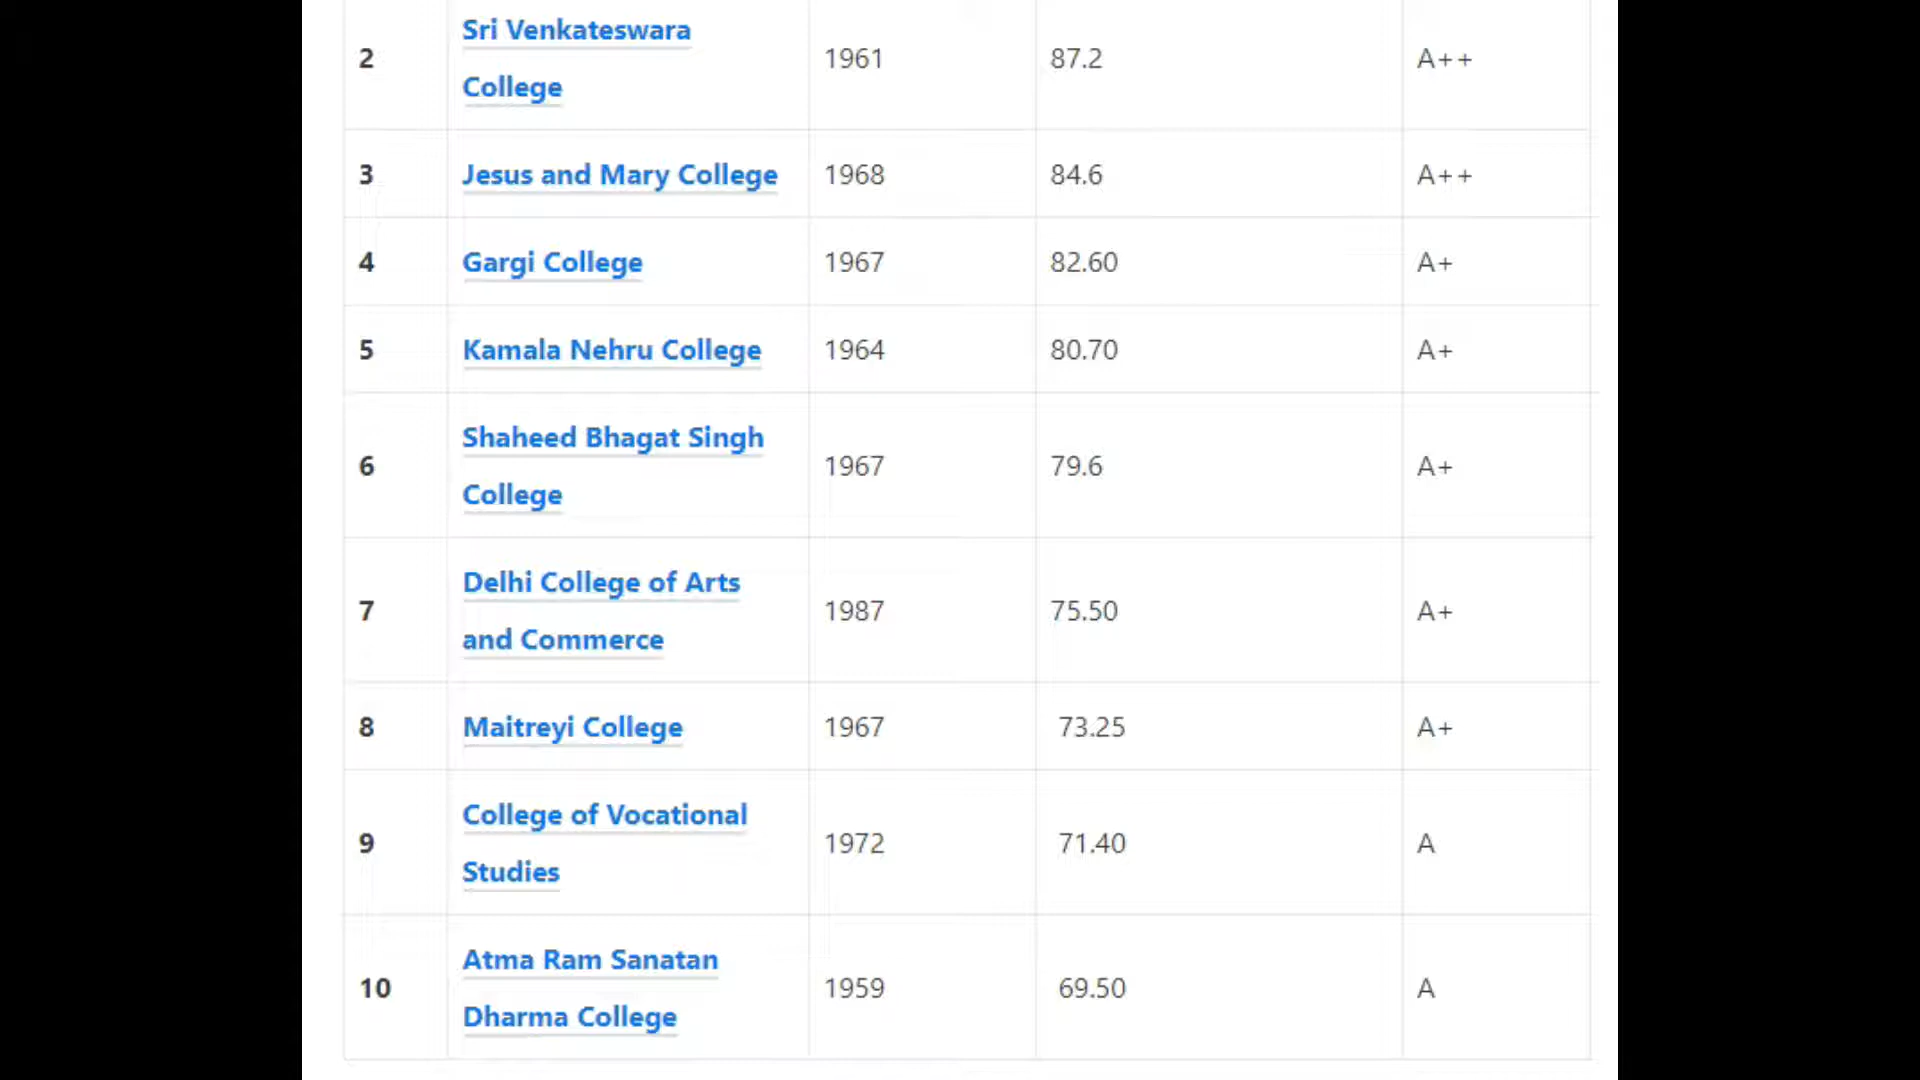 2 Sri Venkateswara College 1961 87.2 A++
3 Jesus and Mary College 1968 84.6 A++
4 Gargi College 1967 82.60 A+
5 Kamala Nehru College 1964 80.70 A+
6 Shaheed Bhagat Singh College 1967 79.6 A+
7 Delhi College of Arts and Commerce 1987 75.50 A+
8 Maitreyi College 1967 73.25 A+
9 College of Vocational Studies 1972 71.40 A
10 Atma Ram Sanatan Dharma College 1959 69.50 A